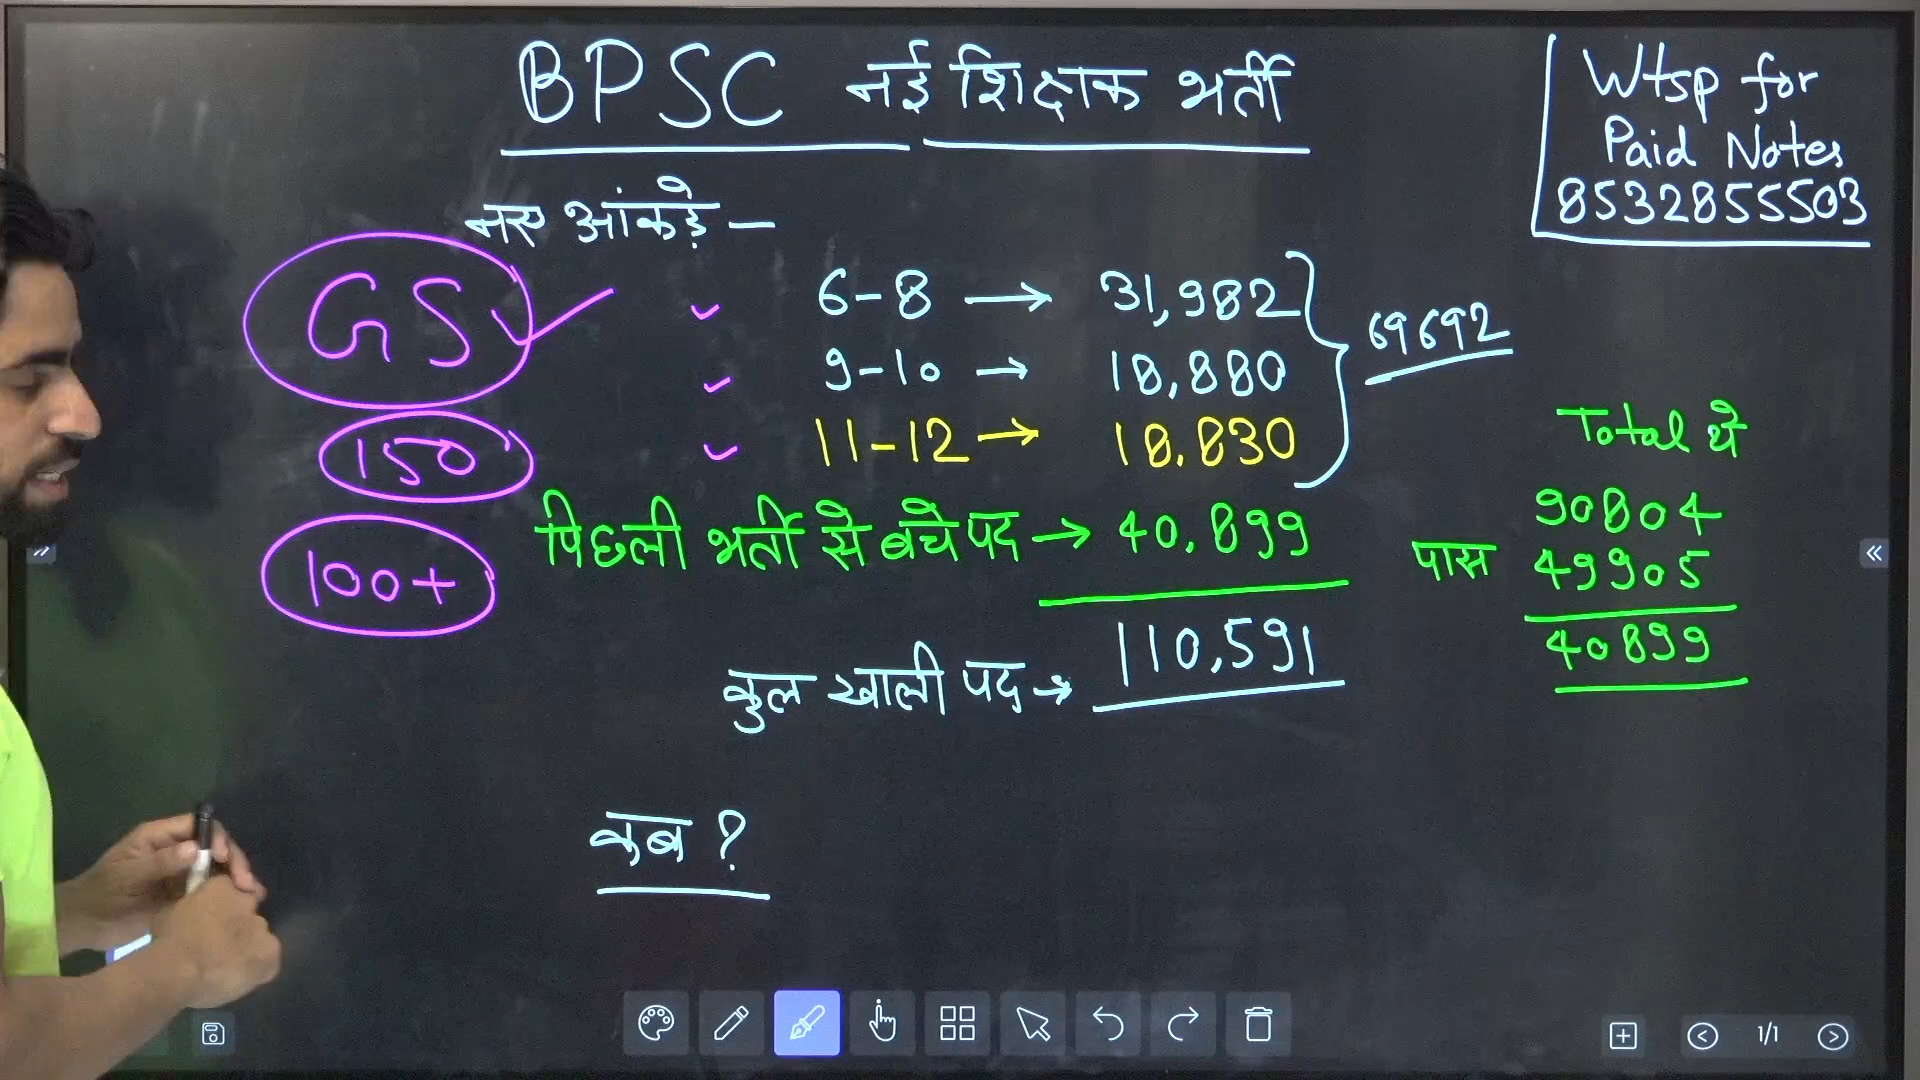 BPSC नई शिक्षक भर्ती
Wtsp for
Paid Notes
8532855503
नए आंकड़े –
GS
150
100+
6-8 → 31,982
9-10 → 18,880
11-12 → 18,830
69692
पिछली भर्ती से बचे पद → 40,899
कुल खाली पद → 110,591
Total थे
90804
पास 49905
40899
कब ?
1/1